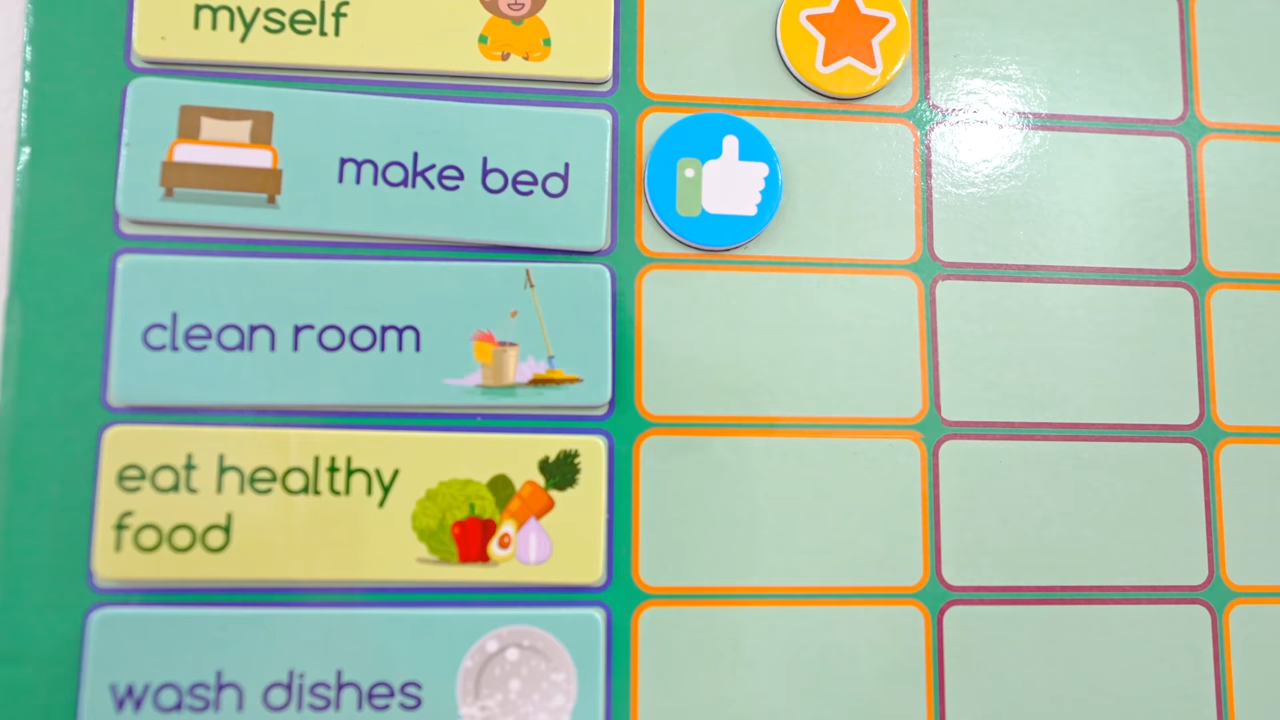 myself
make bed
clean room
eat healthy
food
wash dishes